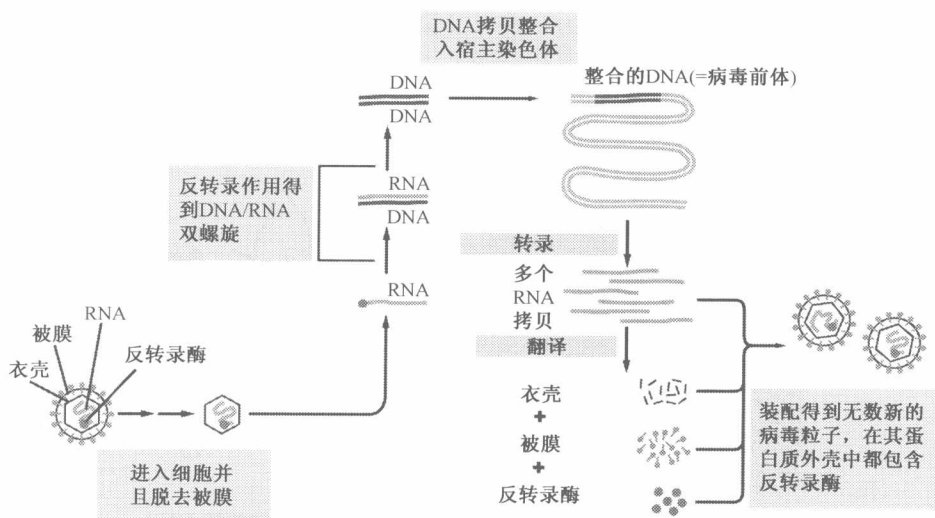 DNA拷贝整合
入宿主染色体
整合的DNA(=病毒前体)
DNA
DNA
反转录作用得
到DNA/RNA
双螺旋
RNA
DNA
RNA
转录
多个
RNA
拷贝
翻译
RNA
被膜
衣壳
反转录酶
进入细胞并
且脱去被膜
衣壳
+
被膜
+
反转录酶
装配得到无数新的
病毒粒子，在其蛋
白质外壳中都包含
反转录酶